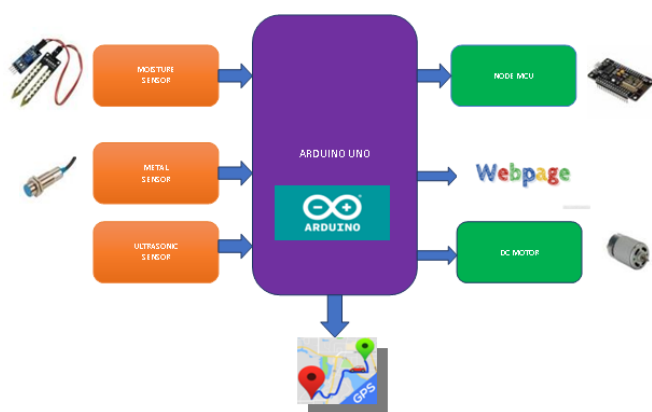 MOISTURE
SENSOR
NODE MCU
METAL
SENSOR
ARDUINO UNO
Webpage
ARDUINO
ULTRASONIC
SENSOR
DC MOTOR
GPS